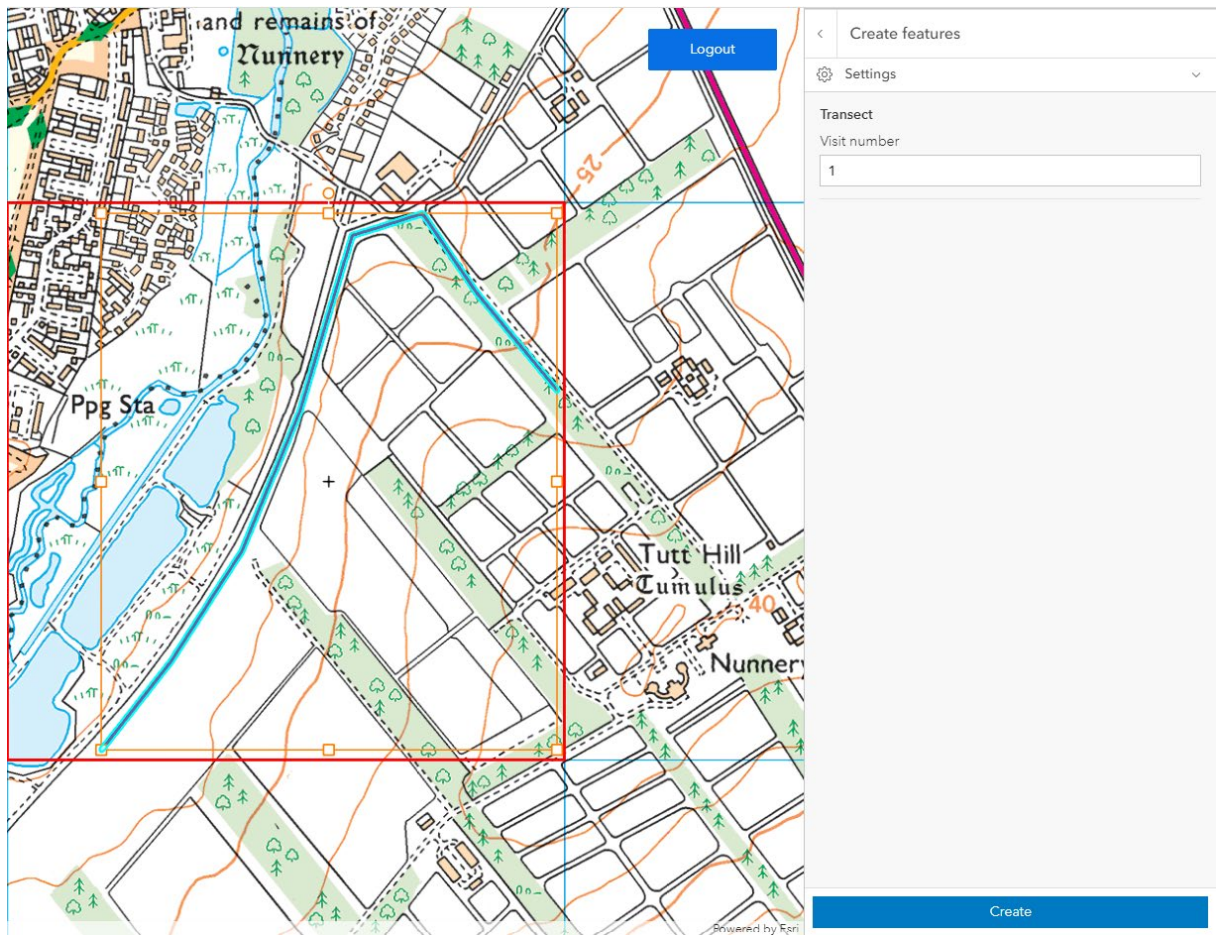 and remains of
Nunnery
Logout
25
Ppg Sta
Tutt Hill
Tumulus
40
Nunnery
Powered by Esri
Create features
Settings
Transect
Visit number
1
Create